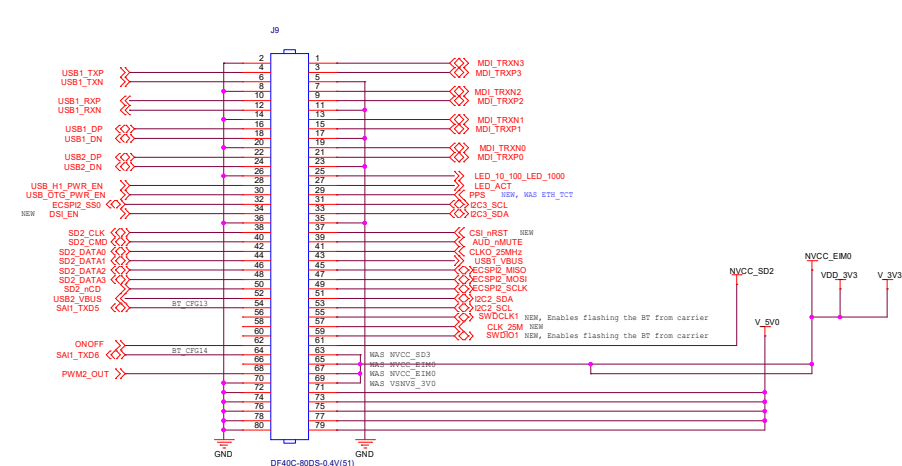 J9
2 1 MDI_TRXN3
4 3 MDI_TRXP3
USB1_TXP 6 5
USB1_TXN 8 7 MDI_TRXN2
USB1_RXP 10 9 MDI_TRXP2
USB1_RXN 12 11
14 13 MDI_TRXN1
USB1_DP 16 15 MDI_TRXP1
USB1_DN 18 17
20 19 MDI_TRXN0
USB2_DP 22 21 MDI_TRXP0
USB2_DN 24 23
26 25 LED_10_100_LED_1000
USB_H1_PWR_EN 28 27 LED_ACT
USB_OTG_PWR_EN 30 29 PPS NEW, WAS ETH_TCT
ECSPI2_SS0 32 31 I2C3_SCL
NEW DSI_EN 34 33 I2C3_SDA
36 35
SD2_CLK 38 37 CSI_nRST NEW
SD2_CMD 40 39 AUD_nMUTE
SD2_DATA0 42 41 CLKO_25MHz
SD2_DATA1 44 43 USB1_VBUS
SD2_DATA2 46 45 ECSPI2_MISO
SD2_DATA3 48 47 ECSPI2_MOSI
SD2_nCD 50 49 ECSPI2_SCLK
USB2_VBUS 52 51 I2C2_SDA
SAI1_TXD5 BT_CFG13 54 53 I2C2_SCL
56 55 SWDCLK1 NEW, Enables flashing the BT from carrier
58 57 CLK_25M NEW
60 59 SWDIO1 NEW, Enables flashing the BT from carrier
ONOFF 62 61
SAI1_TXD6 BT_CFG14 64 63 WAS NVCC_SD3
66 65 WAS NVCC_EIM0
PWM2_OUT 68 67 WAS NVCC_EIM0
70 69 WAS VSNVS_3V0
72 71
74 73
76 75
78 77
80 79
NVCC_EIM0
NVCC_SD2
VDD_3V3
V_3V3
V_5V0
GND
GND
DF40C-80DS-0.4V(51)